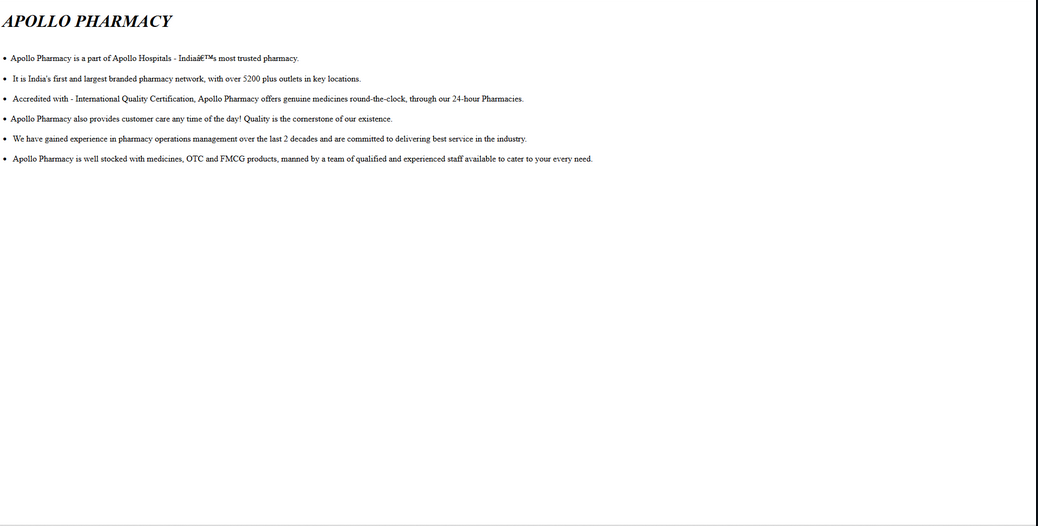 APOLLO PHARMACY
• Apollo Pharmacy is a part of Apollo Hospitals - Indiaâ€™s most trusted pharmacy.
• It is India's first and largest branded pharmacy network, with over 5200 plus outlets in key locations.
• Accredited with - International Quality Certification, Apollo Pharmacy offers genuine medicines round-the-clock, through our 24-hour Pharmacies.
• Apollo Pharmacy also provides customer care any time of the day! Quality is the cornerstone of our existence.
• We have gained experience in pharmacy operations management over the last 2 decades and are committed to delivering best service in the industry.
• Apollo Pharmacy is well stocked with medicines, OTC and FMCG products, manned by a team of qualified and experienced staff available to cater to your every need.